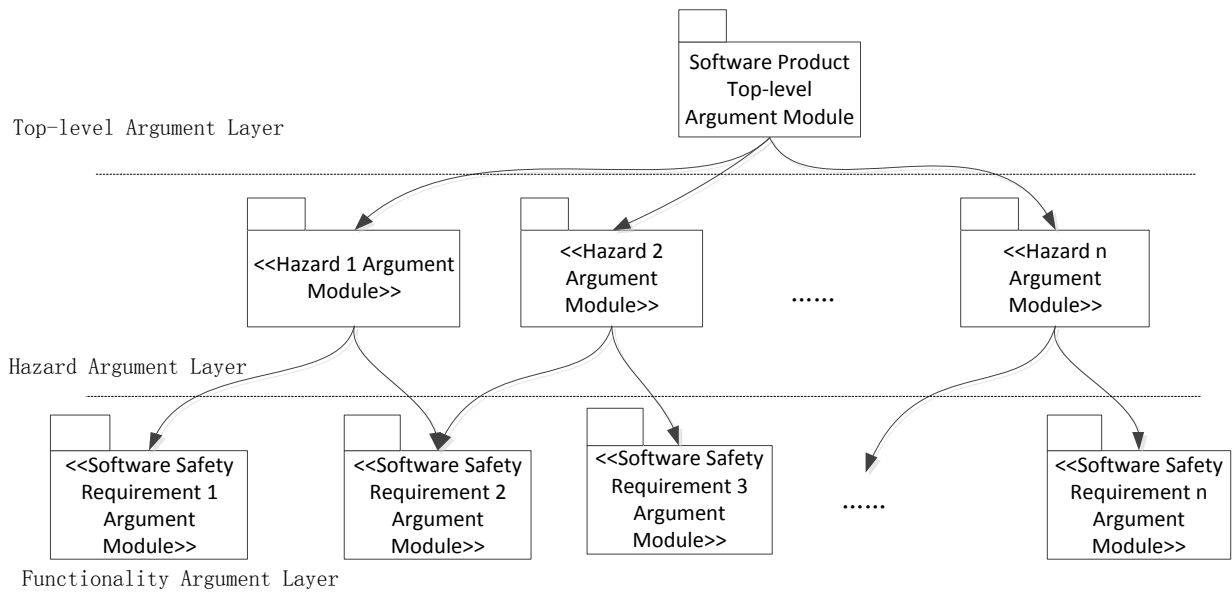 Software Product
Top-level
Argument Module
Top-level Argument Layer
<<Hazard 1 Argument
Module>>
<<Hazard 2
Argument
Module>>
……
<<Hazard n
Argument
Module>>
Hazard Argument Layer
<<Software Safety
Requirement 1
Argument
Module>>
<<Software Safety
Requirement 2
Argument
Module>>
<<Software Safety
Requirement 3
Argument
Module>>
……
<<Software Safety
Requirement n
Argument
Module>>
Functionality Argument Layer